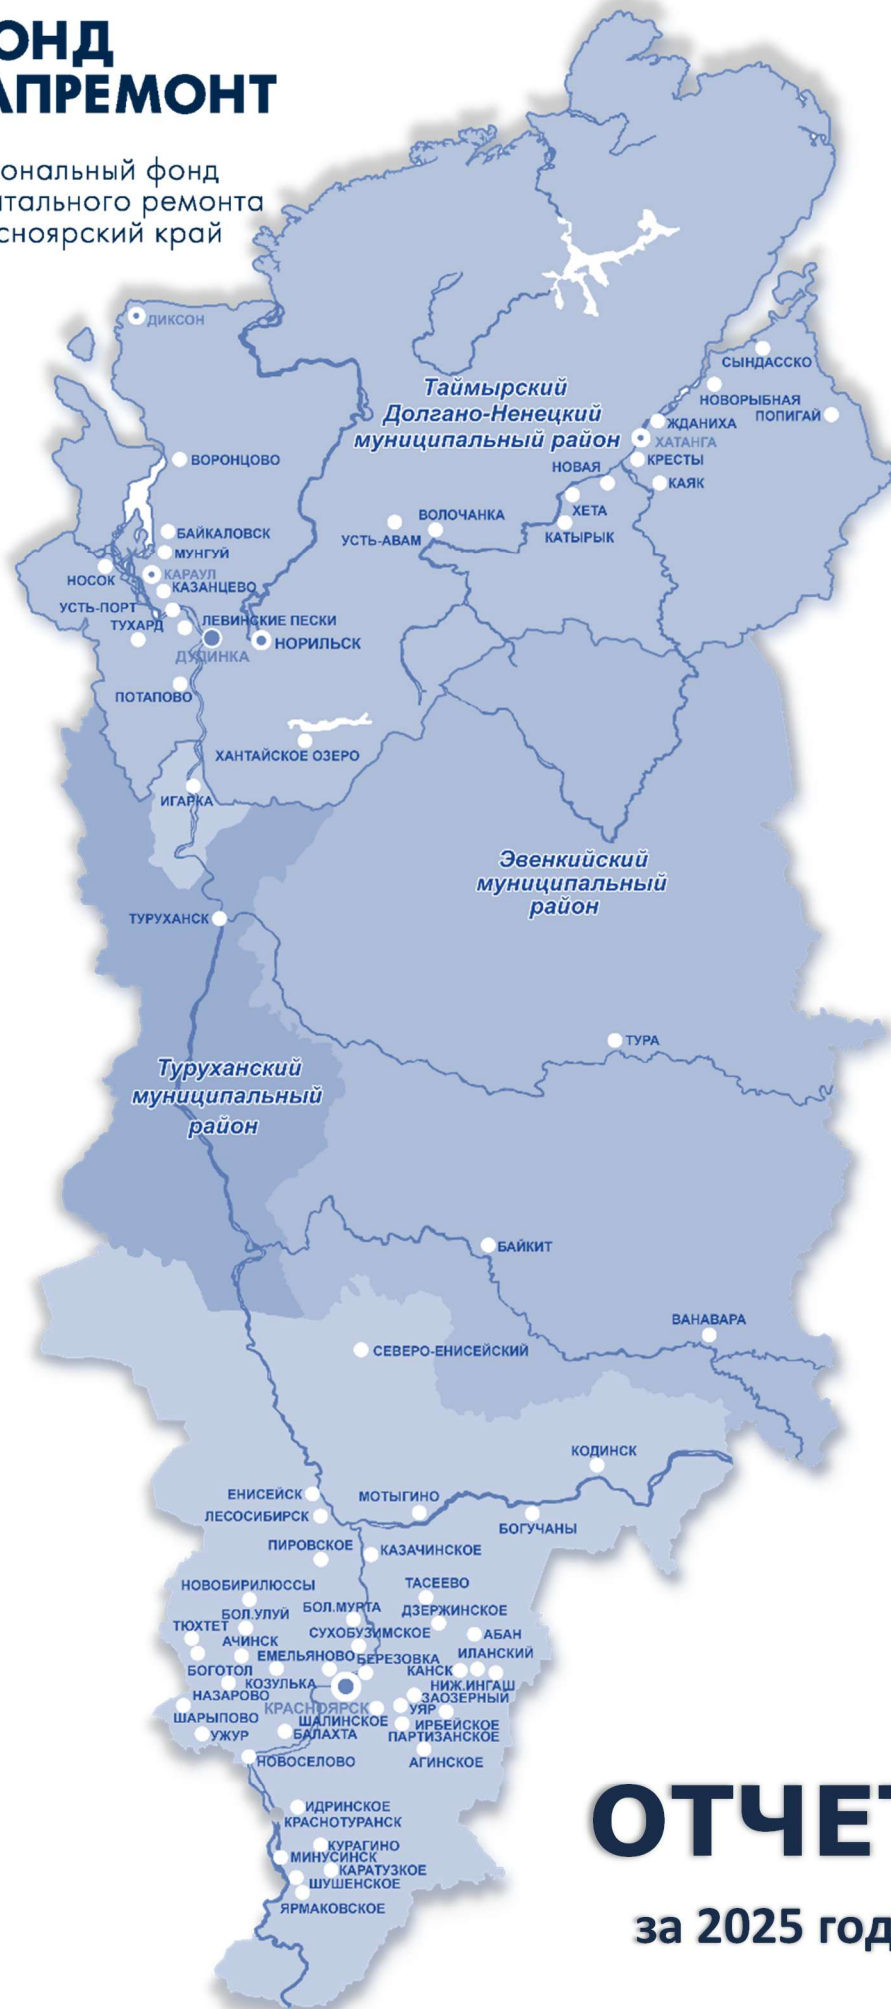 ОНД
АПРЕМОНТ
ональный фонд
итального ремонта
сноярский край
ДИКСОН
СЫНДАССКО
Таймырский
Долгано-Ненецкий
муниципальный район
НОВОРЫБНАЯ
ПОПИГАЙ
ЖДАНИХА
ХАТАНГА
КРЕСТЫ
ВОРОНЦОВО
НОВАЯ
КАЯК
ХЕТА
ВОЛОЧАНКА
КАТЫРЫК
УСТЬ-АВАМ
БАЙКАЛОВСК
МУНГУЙ
НОСОК
КАРАУЛ
КАЗАНЦЕВО
УСТЬ-ПОРТ
ТУХАРД
ЛЕВИНСКИЕ ПЕСКИ
НОРИЛЬСК
ДУДИНКА
ПОТАПОВО
ХАНТАЙСКОЕ ОЗЕРО
ИГАРКА
Эвенкийский
муниципальный
район
ТУРУХАНСК
ТУРА
Туруханский
муниципальный
район
БАЙКИТ
ВАНАВАРА
СЕВЕРО-ЕНИСЕЙСКИЙ
КОДИНСК
ЕНИСЕЙСК
МОТЫГИНО
ЛЕСОСИБИРСК
БОГУЧАНЫ
ПИРОВСКОЕ
КАЗАЧИНСКОЕ
НОВОБИРИЛЮССЫ
ТАСЕЕВО
БОЛ.УЛУЙ
БОЛ.МУРТА
ДЗЕРЖИНСКОЕ
ТЮХТЕТ
СУХОБУЗИМСКОЕ
АБАН
АЧИНСК
ЕМЕЛЬЯНОВО
БЕРЕЗОВКА
ИЛАНСКИЙ
БОГОТОЛ
КАНСК
КОЗУЛЬКА
НИЖ.ИНГАШ
НАЗАРОВО
ЗАОЗЕРНЫЙ
КРАСНОЯРСК
УЯР
ШАРЫПОВО
ШАЛИНСКОЕ
ИРБЕЙСКОЕ
УЖУР
БАЛАХТА
ПАРТИЗАНСКОЕ
НОВОСЕЛОВО
АГИНСКОЕ
ИДРИНСКОЕ
КРАСНОТУРАНСК
КУРАГИНО
МИНУСИНСК
КАРАТУЗКОЕ
ШУШЕНСКОЕ
ЯРМАКОВСКОЕ
ОТЧЕТ
за 2025 год